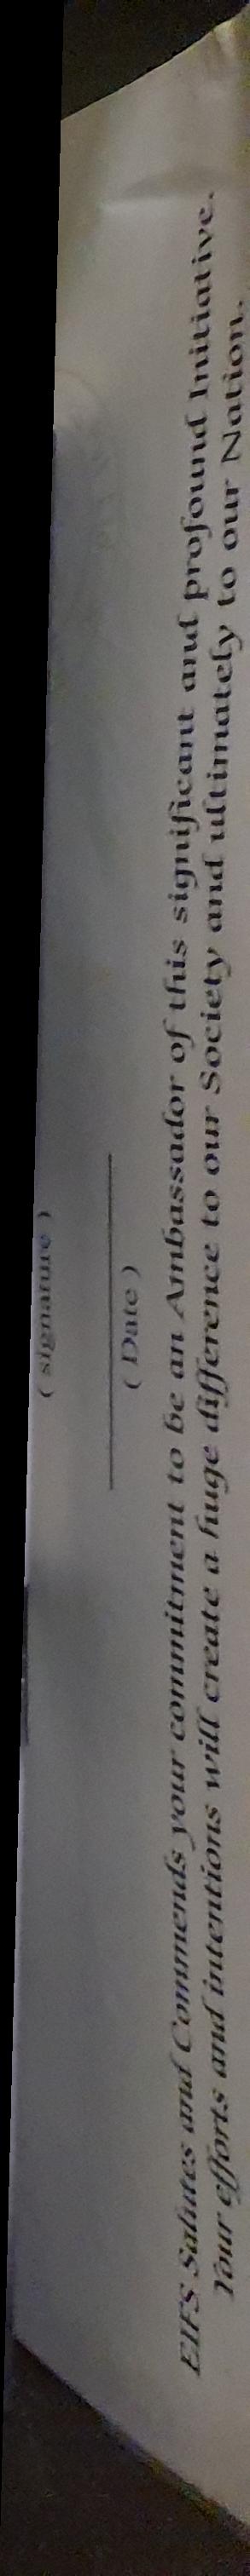 ( signature )
( Date )
EIFS Salutes and Commends your commitment to be an Ambassador of this significant and profound Initiative.
Your efforts and intentions will create a huge difference to our Society and ultimately to our Nation.